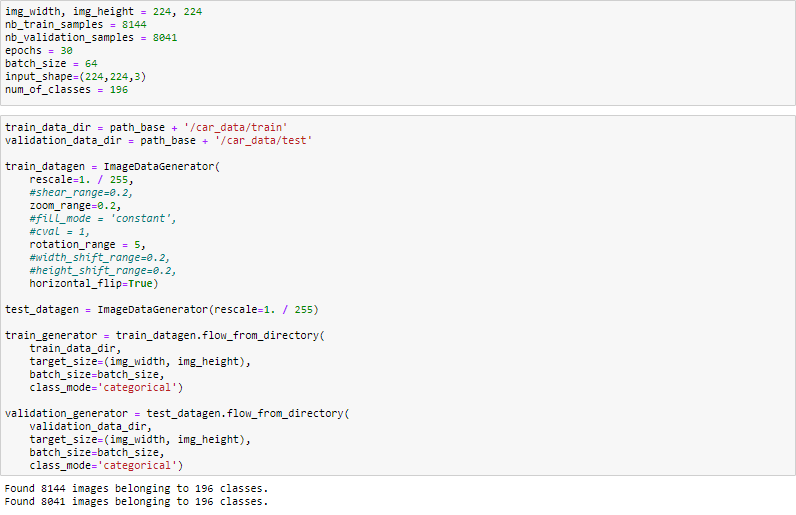 img_width, img_height = 224, 224
nb_train_samples = 8144
nb_validation_samples = 8041
epochs = 30
batch_size = 64
input_shape=(224,224,3)
num_of_classes = 196
train_data_dir = path_base + '/car_data/train'
validation_data_dir = path_base + '/car_data/test'
train_datagen = ImageDataGenerator(
    rescale=1. / 255,
    #shear_range=0.2,
    zoom_range=0.2,
    #fill_mode = 'constant',
    #cval = 1,
    rotation_range = 5,
    #width_shift_range=0.2,
    #height_shift_range=0.2,
    horizontal_flip=True)
test_datagen = ImageDataGenerator(rescale=1. / 255)
train_generator = train_datagen.flow_from_directory(
    train_data_dir,
    target_size=(img_width, img_height),
    batch_size=batch_size,
    class_mode='categorical')
validation_generator = test_datagen.flow_from_directory(
    validation_data_dir,
    target_size=(img_width, img_height),
    batch_size=batch_size,
    class_mode='categorical')
Found 8144 images belonging to 196 classes.
Found 8041 images belonging to 196 classes.